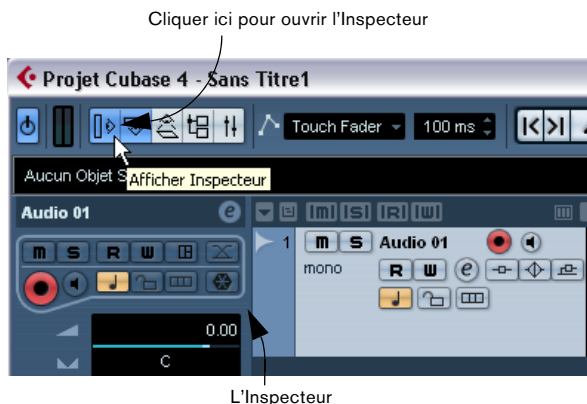 Cliquer ici pour ouvrir l'Inspecteur
Projet Cubase 4 - Sans Titre1
Touch Fader 100 ms
Aucun Objet S
Afficher Inspecteur
Audio 01 e m s R W
1 m S Audio 01
m S R W
mono R W e
0.00
C
L'Inspecteur